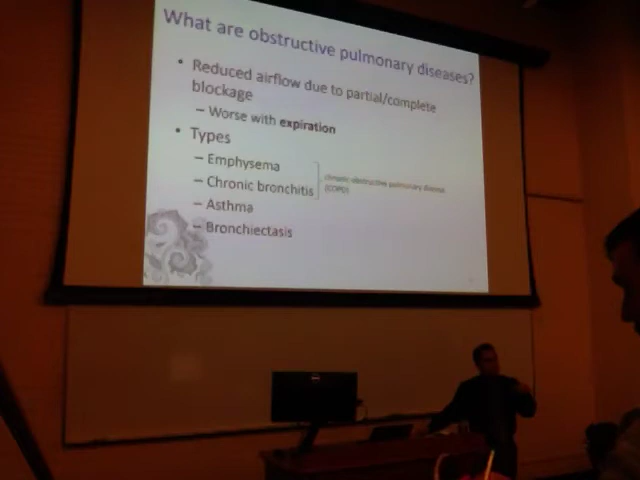 What are obstructive pulmonary diseases?
• Reduced airflow due to partial/complete
blockage
– Worse with expiration
• Types
– Emphysema
– Chronic bronchitis
chronic obstructive pulmonary disease
(COPD)
– Asthma
– Bronchiectasis
DELL